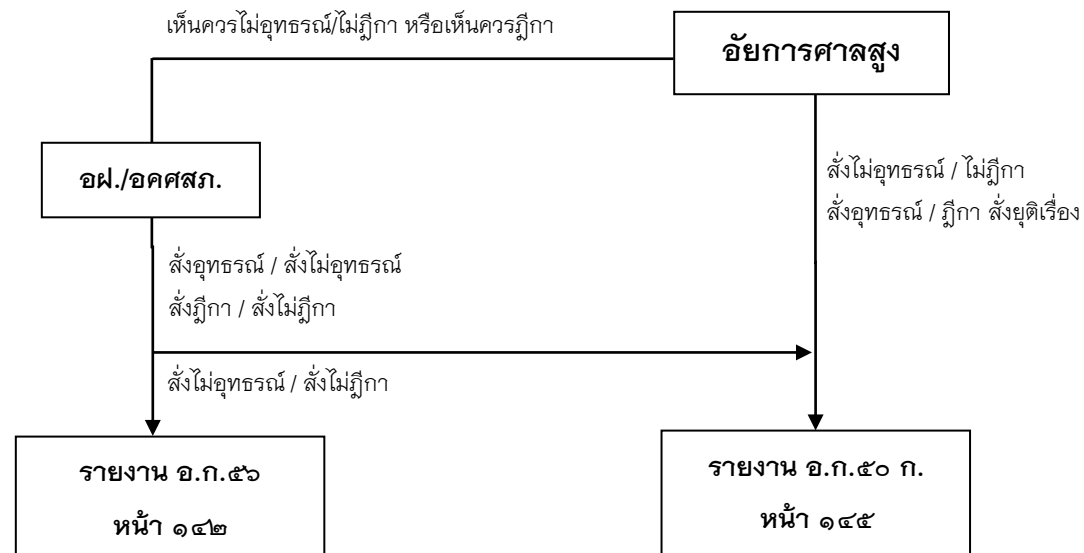 เห็นควรไม่อุทธรณ์/ไม่ฎีกา หรือเห็นควรฎีกา
อัยการศาลสูง
อฝ./อคศสภ.
สั่งไม่อุทธรณ์ / ไม่ฎีกา
สั่งอุทธรณ์ / ฎีกา สั่งยุติเรื่อง
สั่งอุทธรณ์ / สั่งไม่อุทธรณ์
สั่งฎีกา / สั่งไม่ฎีกา
สั่งไม่อุทธรณ์ / สั่งไม่ฎีกา
รายงาน อ.ก.๕๖
หน้า ๑๔๒
รายงาน อ.ก.๕๐ ก.
หน้า ๑๔๕